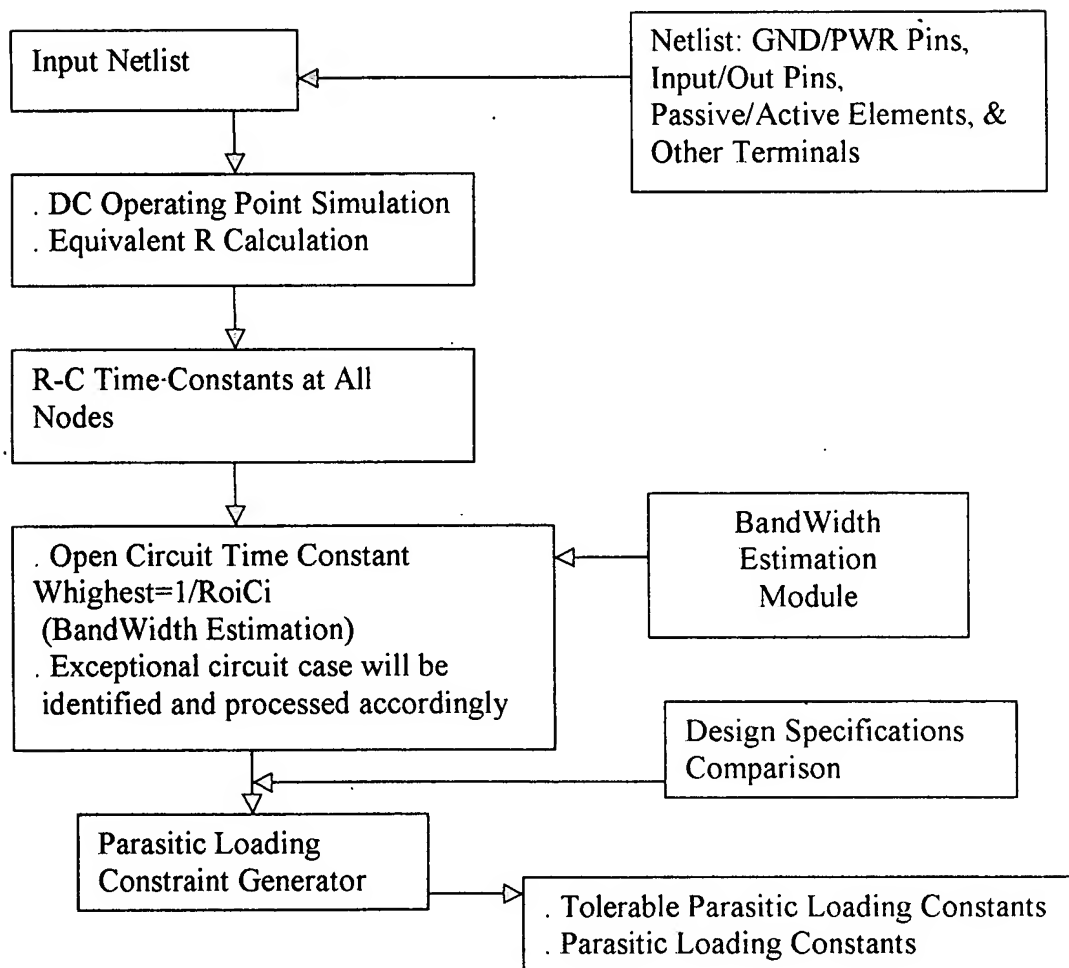 Input Netlist
Netlist: GND/PWR Pins,
Input/Out Pins,
Passive/Active Elements, &
Other Terminals
. DC Operating Point Simulation
. Equivalent R Calculation
R-C Time-Constants at All
Nodes
. Open Circuit Time Constant
Whighest=1/RoiCi
(BandWidth Estimation)
. Exceptional circuit case will be
identified and processed accordingly
BandWidth
Estimation
Module
Design Specifications
Comparison
Parasitic Loading
Constraint Generator
. Tolerable Parasitic Loading Constants
. Parasitic Loading Constants